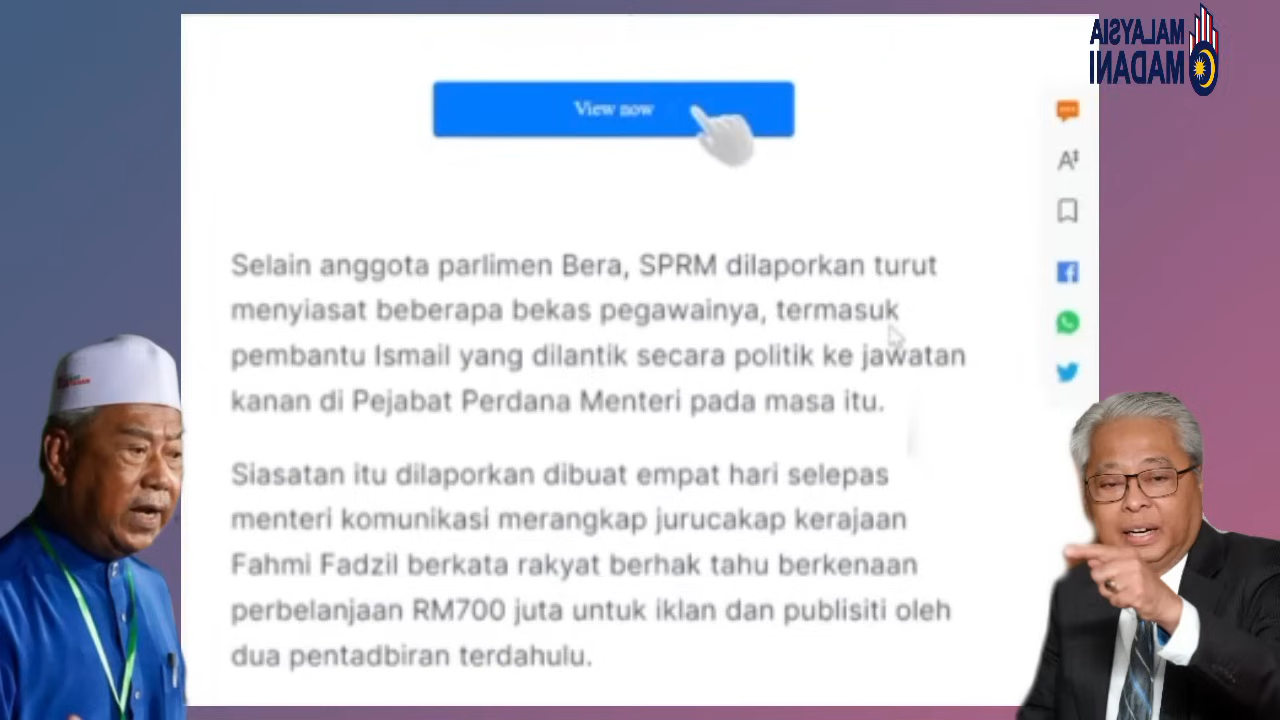 MALAYSIA
MADANI
View now
Selain anggota parlimen Bera, SPRM dilaporkan turut
menyiasat beberapa bekas pegawainya, termasuk
pembantu Ismail yang dilantik secara politik ke jawatan
kanan di Pejabat Perdana Menteri pada masa itu.
Siasatan itu dilaporkan dibuat empat hari selepas
menteri komunikasi merangkap jurucakap kerajaan
Fahmi Fadzil berkata rakyat berhak tahu berkenaan
perbelanjaan RM700 juta untuk iklan dan publisiti oleh
dua pentadbiran terdahulu.